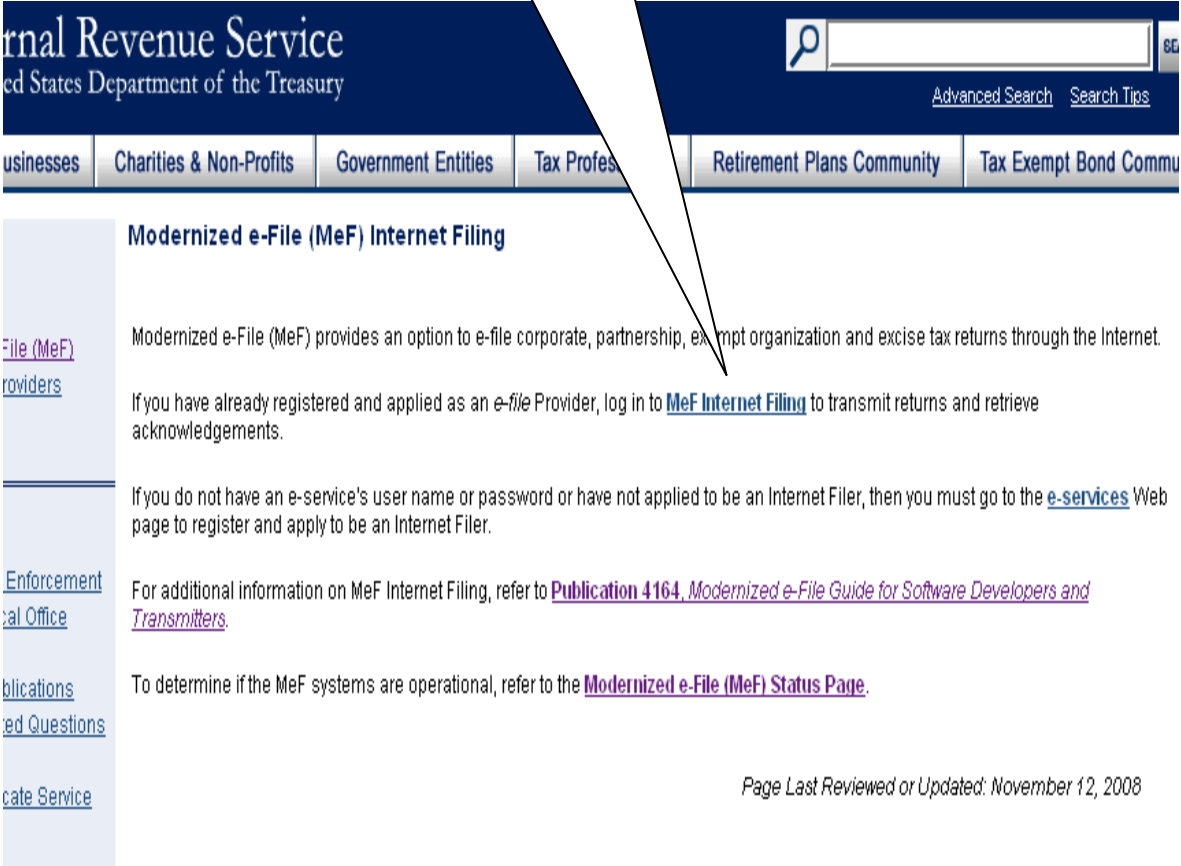 rnal Revenue Service
ed States Department of the Treasury
SEA
Advanced Search Search Tips
usinesses Charities & Non-Profits Government Entities Tax Profess Retirement Plans Community Tax Exempt Bond Commu
Modernized e-File (MeF) Internet Filing
File (MeF)
roviders
Modernized e-File (MeF) provides an option to e-file corporate, partnership, exempt organization and excise tax returns through the Internet.
If you have already registered and applied as an e-file Provider, log in to MeF Internet Filing to transmit returns and retrieve
acknowledgements.
If you do not have an e-service's user name or password or have not applied to be an Internet Filer, then you must go to the e-services Web
page to register and apply to be an Internet Filer.
Enforcement
cal Office
For additional information on MeF Internet Filing, refer to Publication 4164, Modernized e-File Guide for Software Developers and
Transmitters.
blications
ted Questions
To determine if the MeF systems are operational, refer to the Modernized e-File (MeF) Status Page.
cate Service
Page Last Reviewed or Updated: November 12, 2008